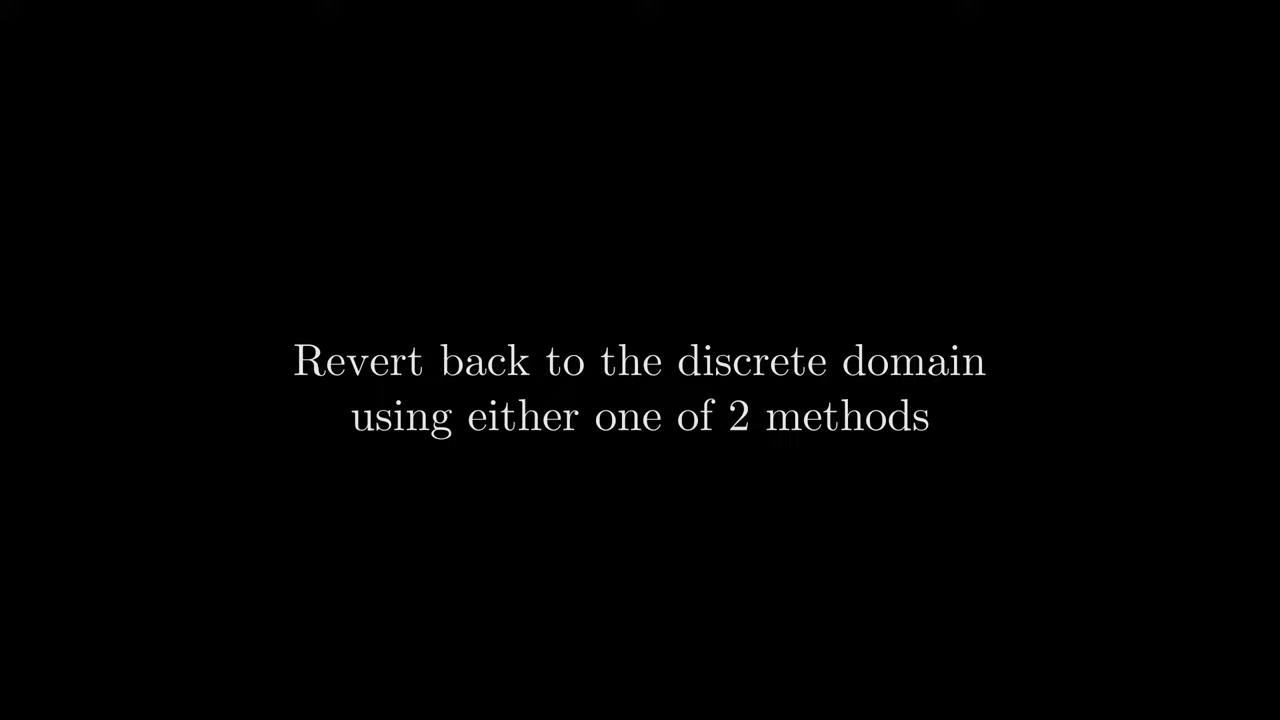 Revert back to the discrete domain
using either one of 2 methods